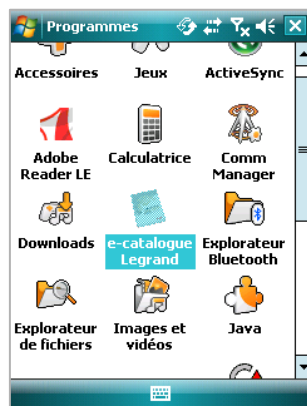 Programmes
Accessoires Jeux ActiveSync
Adobe Reader LE Calculatrice Comm Manager
Downloads e-catalogue Legrand Explorateur Bluetooth
Explorateur de fichiers Images et vidéos Java